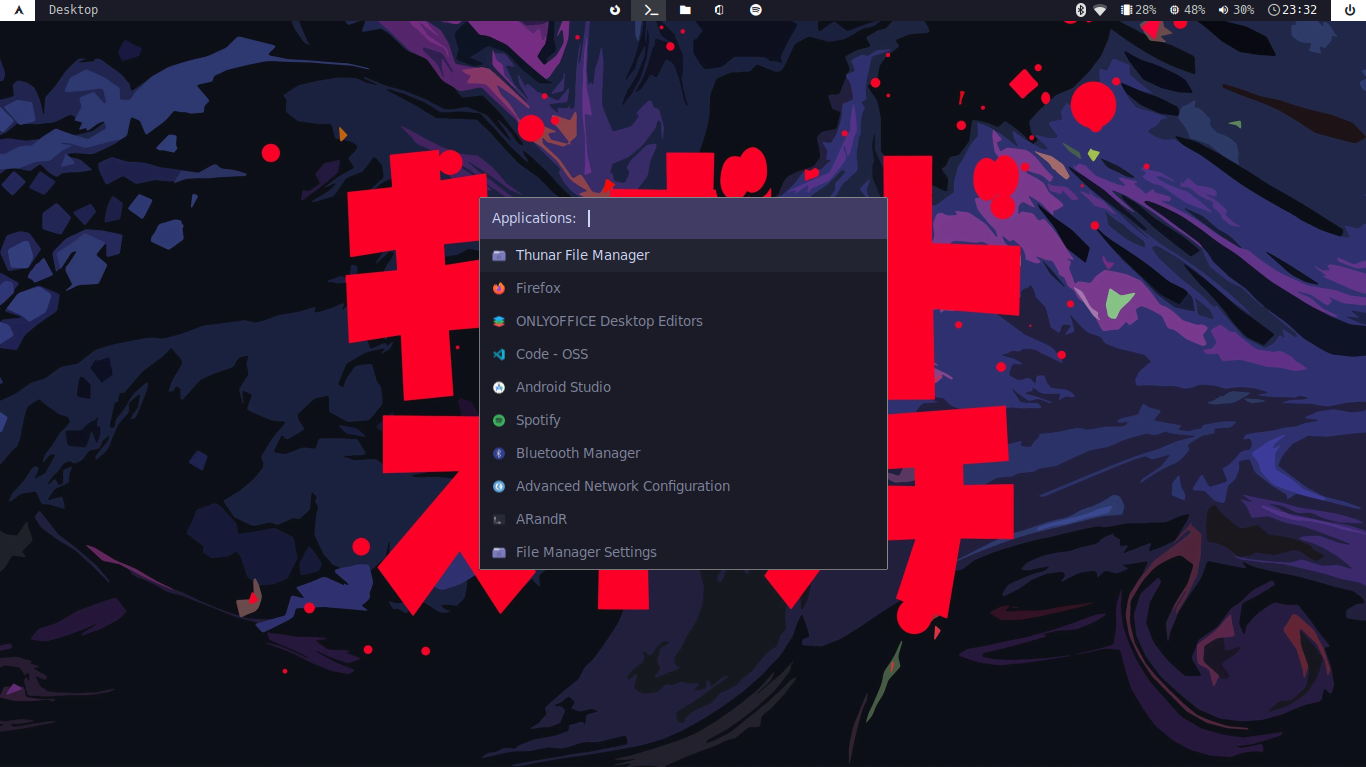 Desktop
28% 48% 30% 23:32
Applications:
Thunar File Manager
Firefox
ONLYOFFICE Desktop Editors
Code - OSS
Android Studio
Spotify
Bluetooth Manager
Advanced Network Configuration
ARandR
File Manager Settings